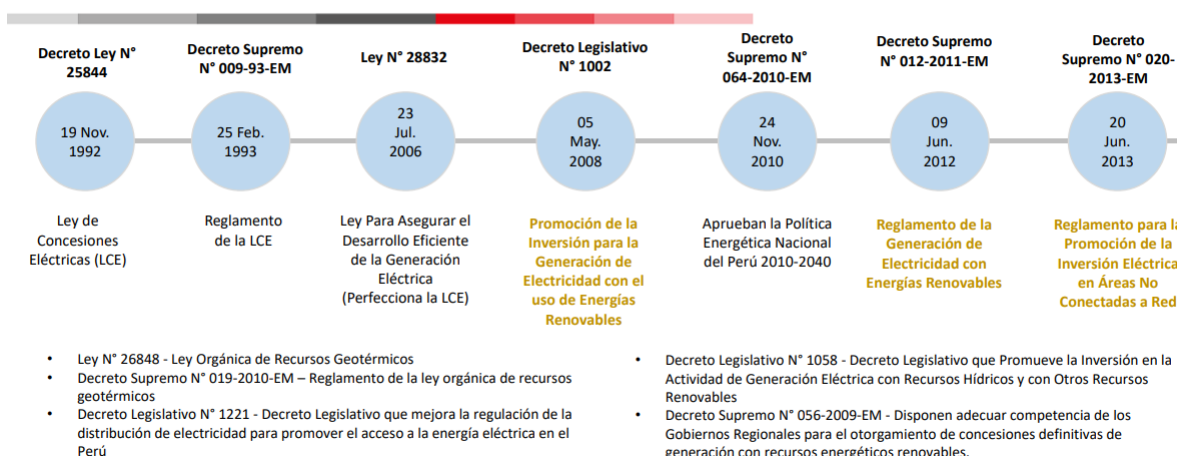 Decreto Ley N°
25844
Decreto Supremo
N° 009-93-EM
Ley N° 28832
Decreto Legislativo
N° 1002
Decreto
Supremo N°
064-2010-EM
Decreto Supremo
N° 012-2011-EM
Decreto
Supremo N° 020-
2013-EM
19 Nov.
1992
25 Feb.
1993
23
Jul.
2006
05
May.
2008
24
Nov.
2010
09
Jun.
2012
20
Jun.
2013
Ley de
Concesiones
Eléctricas (LCE)
Reglamento
de la LCE
Ley Para Asegurar el
Desarrollo Eficiente
de la Generación
Eléctrica
(Perfecciona la LCE)
Promoción de la
Inversión para la
Generación de
Electricidad con el
uso de Energías
Renovables
Aprueban la Política
Energética Nacional
del Perú 2010-2040
Reglamento de la
Generación de
Electricidad con
Energías Renovables
Reglamento para la
Promoción de la
Inversión Eléctrica
en Áreas No
Conectadas a Red
• Ley N° 26848 - Ley Orgánica de Recursos Geotérmicos
• Decreto Supremo N° 019-2010-EM – Reglamento de la ley orgánica de recursos
geotérmicos
• Decreto Legislativo N° 1221 - Decreto Legislativo que mejora la regulación de la
distribución de electricidad para promover el acceso a la energía eléctrica en el
Perú
• Decreto Legislativo N° 1058 - Decreto Legislativo que Promueve la Inversión en la
Actividad de Generación Eléctrica con Recursos Hídricos y con Otros Recursos
Renovables
• Decreto Supremo N° 056-2009-EM - Disponen adecuar competencia de los
Gobiernos Regionales para el otorgamiento de concesiones definitivas de
generación con recursos energéticos renovables.